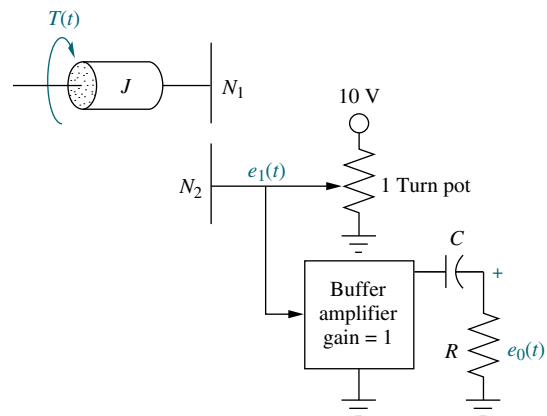 T(t)
J
N1
10 V
N2
e1(t)
1 Turn pot
C
+
Buffer
amplifier
gain = 1
R
e0(t)